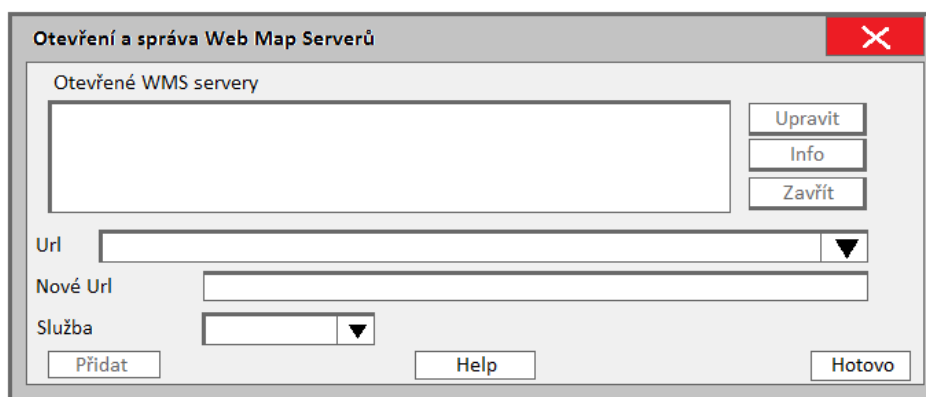 Otevření a správa Web Map Serverů
Otevřené WMS servery
Upravit
Info
Zavřít
Url
Nové Url
Služba
Přidat Help Hotovo